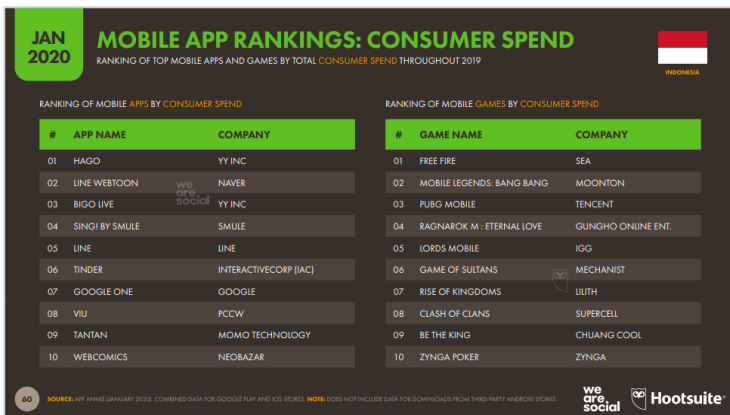 JAN
2020
MOBILE APP RANKINGS: CONSUMER SPEND
RANKING OF TOP MOBILE APPS AND GAMES BY TOTAL CONSUMER SPEND THROUGHOUT 2019
INDONESIA
RANKING OF MOBILE APPS BY CONSUMER SPEND
# APP NAME COMPANY
01 HAGO YY INC
02 LINE WEBTOON NAVER
03 BIGO LIVE YY INC
04 SING! BY SMULE SMULE
05 LINE LINE
06 TINDER INTERACTIVECORP (IAC)
07 GOOGLE ONE GOOGLE
08 VIU PCCW
09 TANTAN MOMO TECHNOLOGY
10 WEBCOMICS NEOBAZAR
we
are
social
RANKING OF MOBILE GAMES BY CONSUMER SPEND
# GAME NAME COMPANY
01 FREE FIRE SEA
02 MOBILE LEGENDS: BANG BANG MOONTON
03 PUBG MOBILE TENCENT
04 RAGNAROK M : ETERNAL LOVE GUNGHO ONLINE ENT.
05 LORDS MOBILE IGG
06 GAME OF SULTANS MECHANIST
07 RISE OF KINGDOMS LILITH
08 CLASH OF CLANS SUPERCELL
09 BE THE KING CHUANG COOL
10 ZYNGA POKER ZYNGA
60
SOURCE: APP ANNIE (JANUARY 2020). COMBINED DATA FOR GOOGLE PLAY AND IOS STORES. NOTE: DOES NOT INCLUDE DATA FOR DOWNLOADS FROM THIRD-PARTY ANDROID STORES.
we
are
social
Hootsuite®